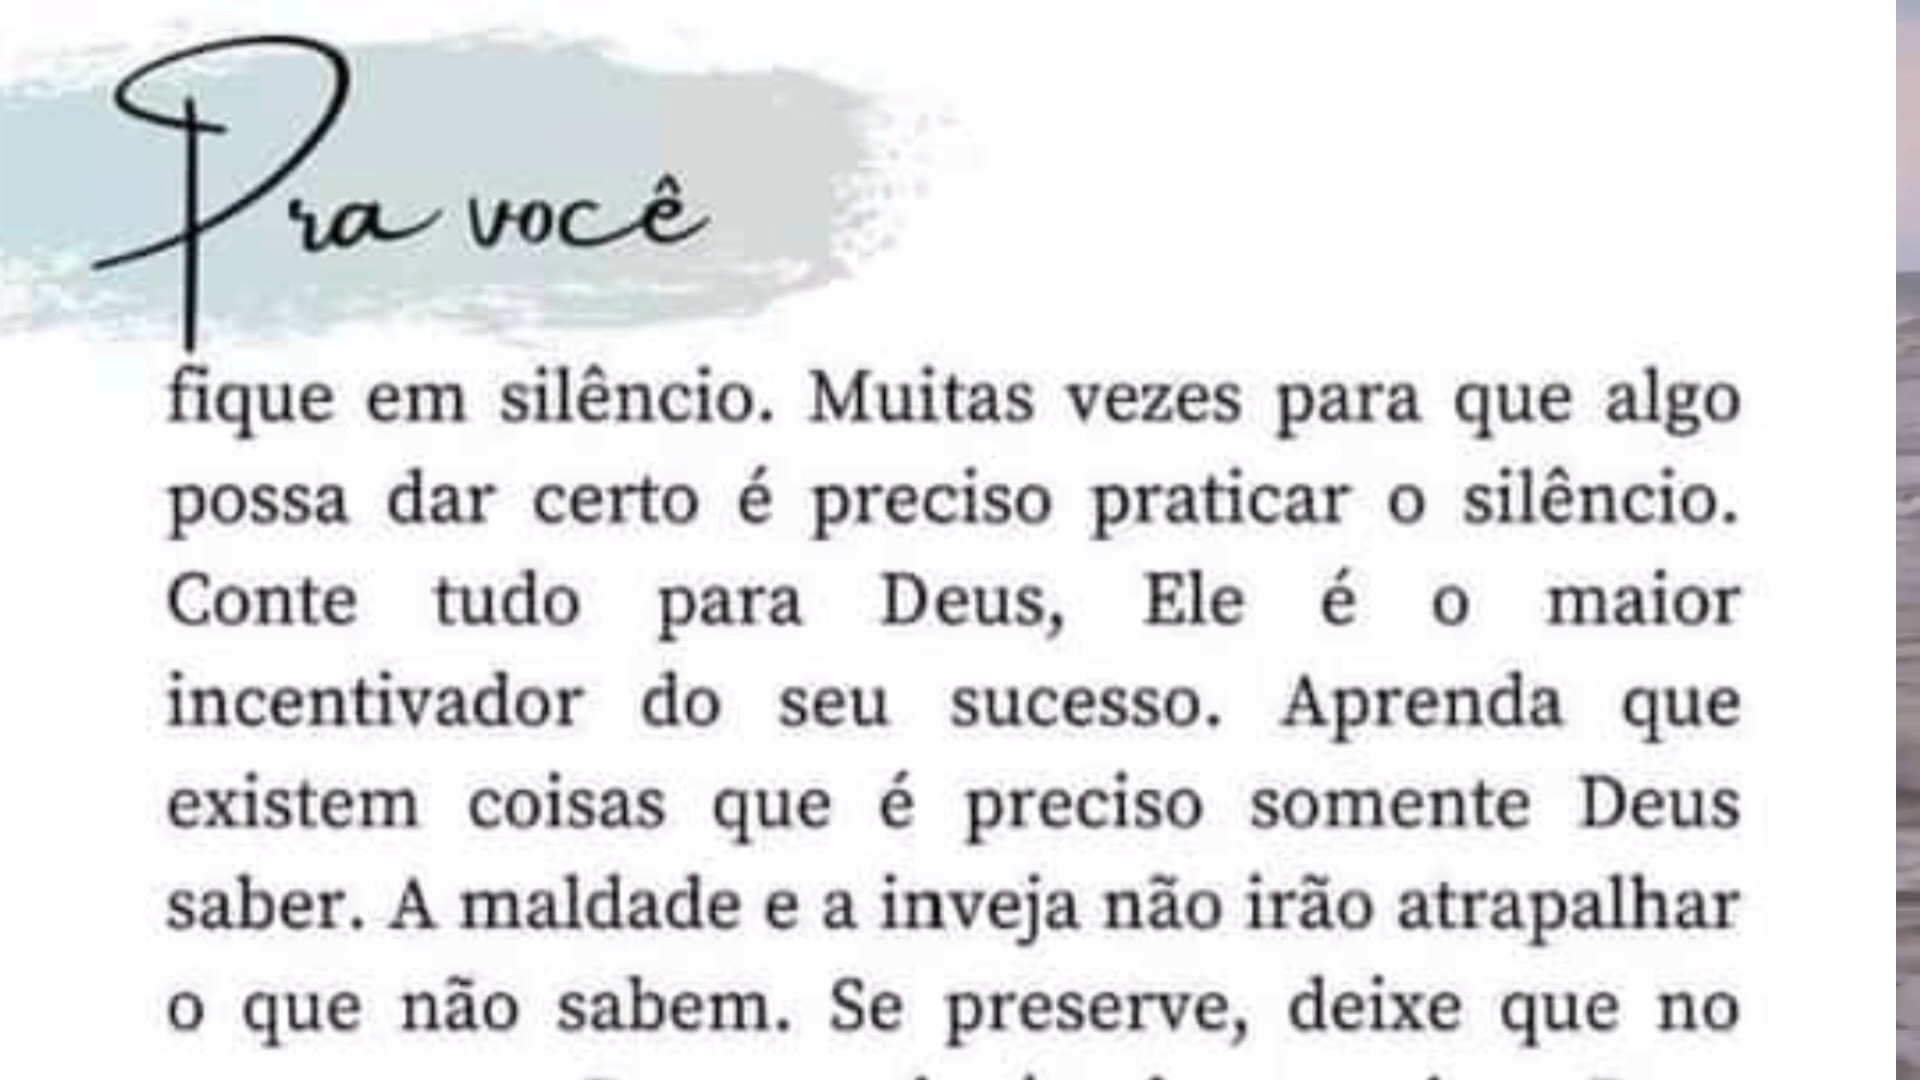 Pra você
fique em silêncio. Muitas vezes para que algo
possa dar certo é preciso praticar o silêncio.
Conte tudo para Deus, Ele é o maior
incentivador do seu sucesso. Aprenda que
existem coisas que é preciso somente Deus
saber. A maldade e a inveja não irão atrapalhar
o que não sabem. Se preserve, deixe que no